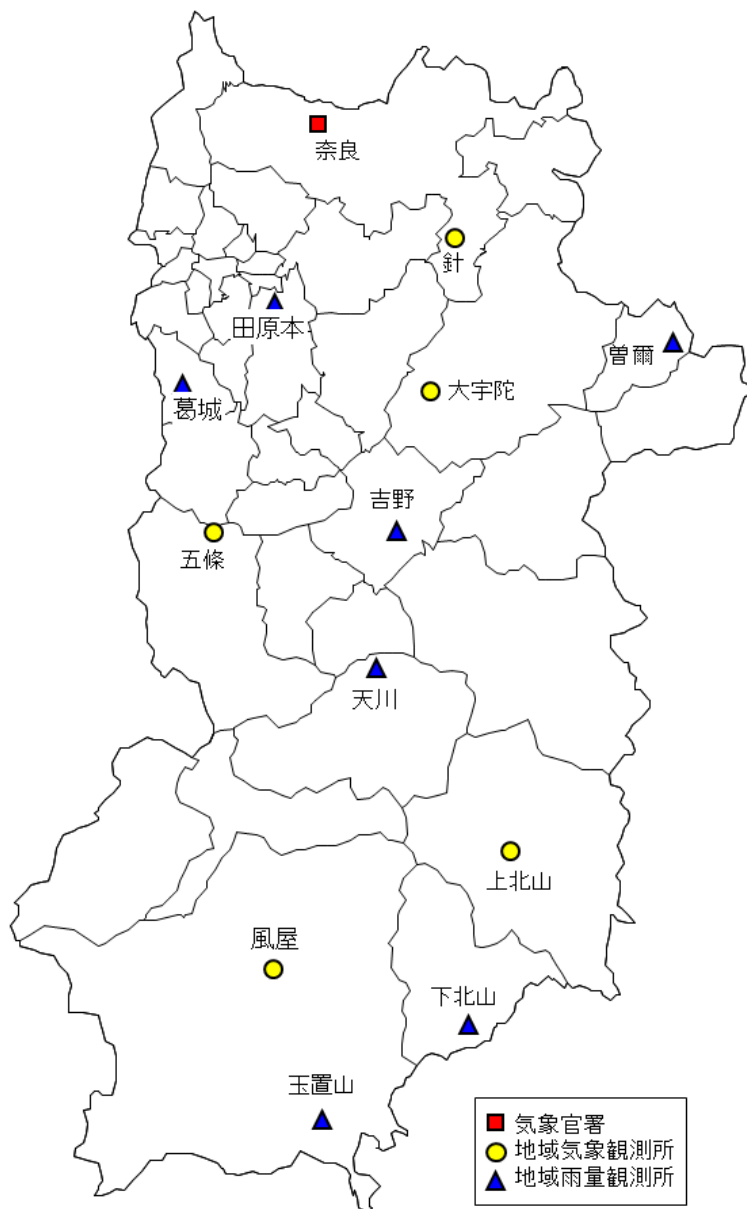 奈良
針
田原本
曽爾
大宇陀
葛城
吉野
五條
天川
上北山
風屋
下北山
玉置山
気象官署
地域気象観測所
地域雨量観測所